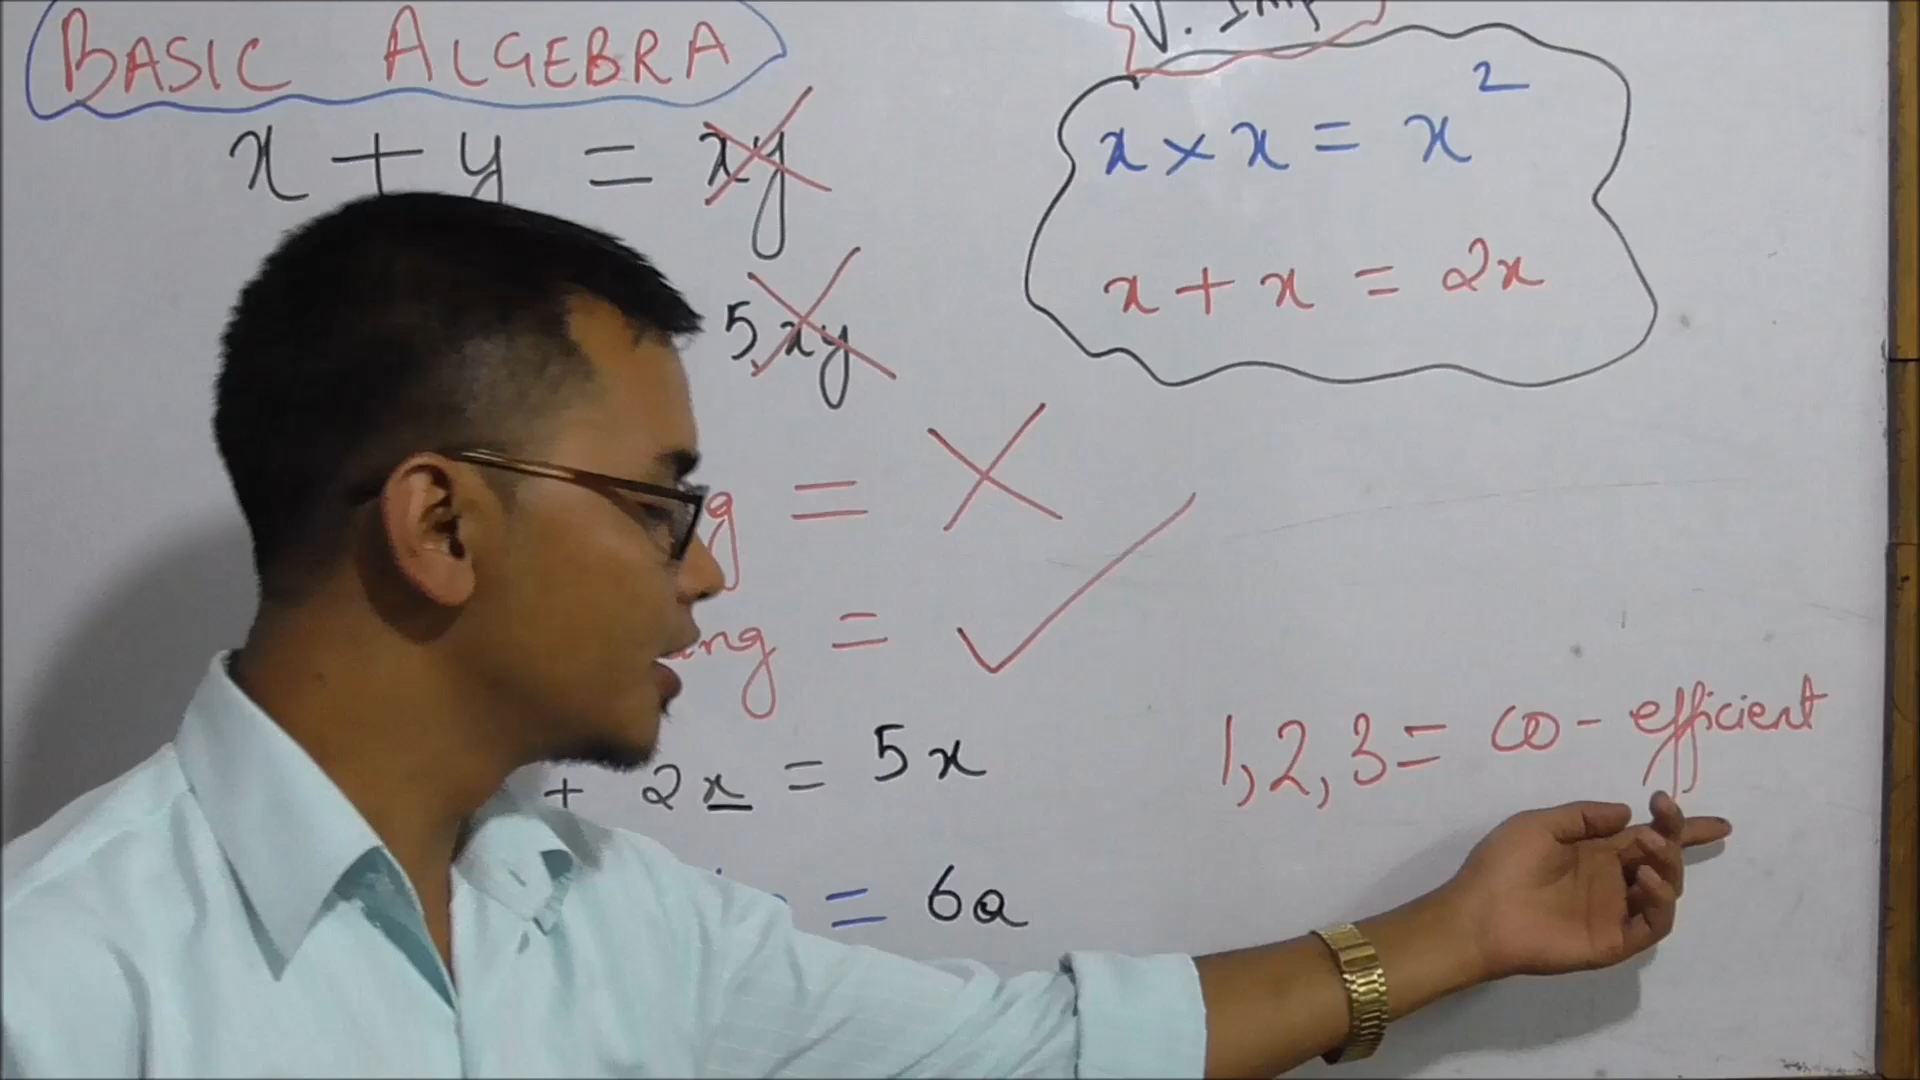 BASIC ALGEBRA
x + y = xy
5xy
V. Imp
x × x = x²
x + x = 2x
g =
ng =
+ 2x = 5x
1, 2, 3 = co-efficient
= 6a